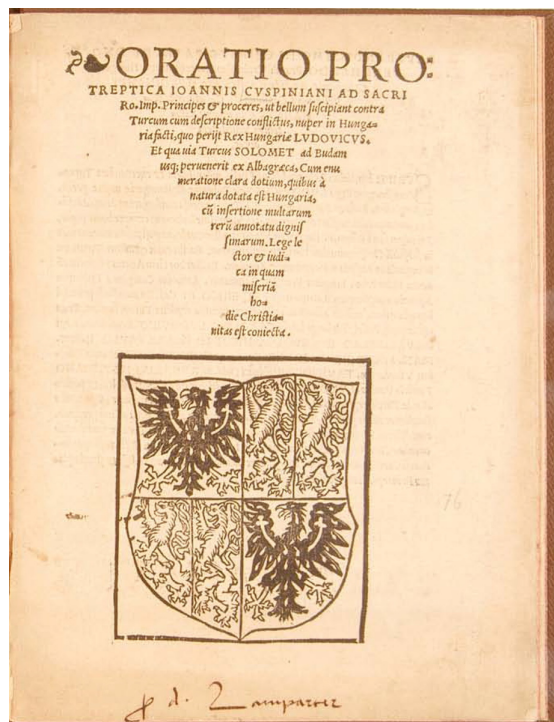 ORATIO PRO⸗
TREPTICA IOANNIS CVSPINIANI AD SACRI
Ro. Imp. Principes & proceres, ut bellum suscipiant contra
Turcum cum descriptione conflictus, nuper in Hunga⸗
ria facti, quo perijt Rex Hungariæ LVDOVICVS.
Et qua uia Turcus SOLOMET ad Budam
usq; peruenerit ex Albagræca, Cum enu
meratione clara dotium, quibus à
natura dotata est Hungaria,
cũ insertione multarum
rerũ annotatu dignis
simarum. Lege le
ctor & iudi⸗
ca in quam
miseriã
ho⸗
die Christia⸗
nitas est coniecta.
76
d. Lamparter